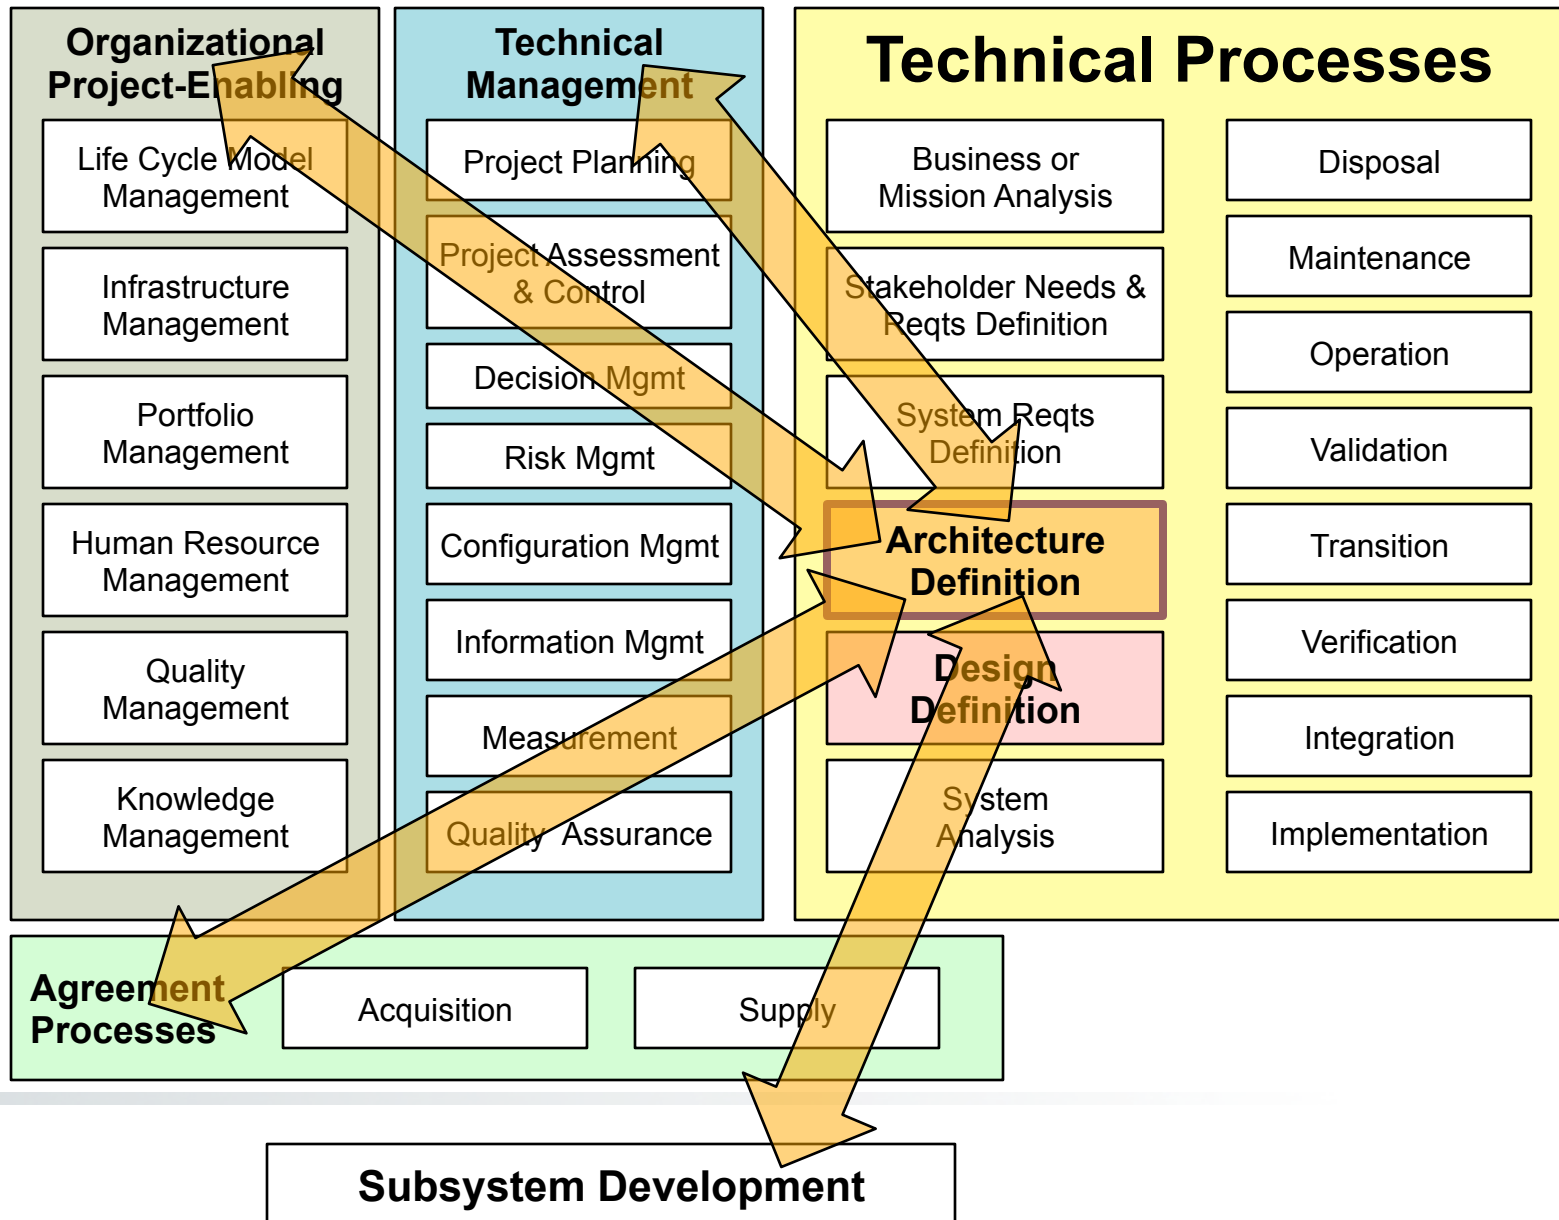 Organizational
Project-Enabling
Life Cycle Model
Management
Infrastructure
Management
Portfolio
Management
Human Resource
Management
Quality
Management
Knowledge
Management
Technical
Management
Project Planning
Project Assessment
& Control
Decision Mgmt
Risk Mgmt
Configuration Mgmt
Information Mgmt
Measurement
Quality Assurance
Technical Processes
Business or
Mission Analysis
Stakeholder Needs &
Reqts Definition
System Reqts
Definition
Architecture
Definition
Design
Definition
System
Analysis
Disposal
Maintenance
Operation
Validation
Transition
Verification
Integration
Implementation
Agreement
Processes
Acquisition
Supply
Subsystem Development